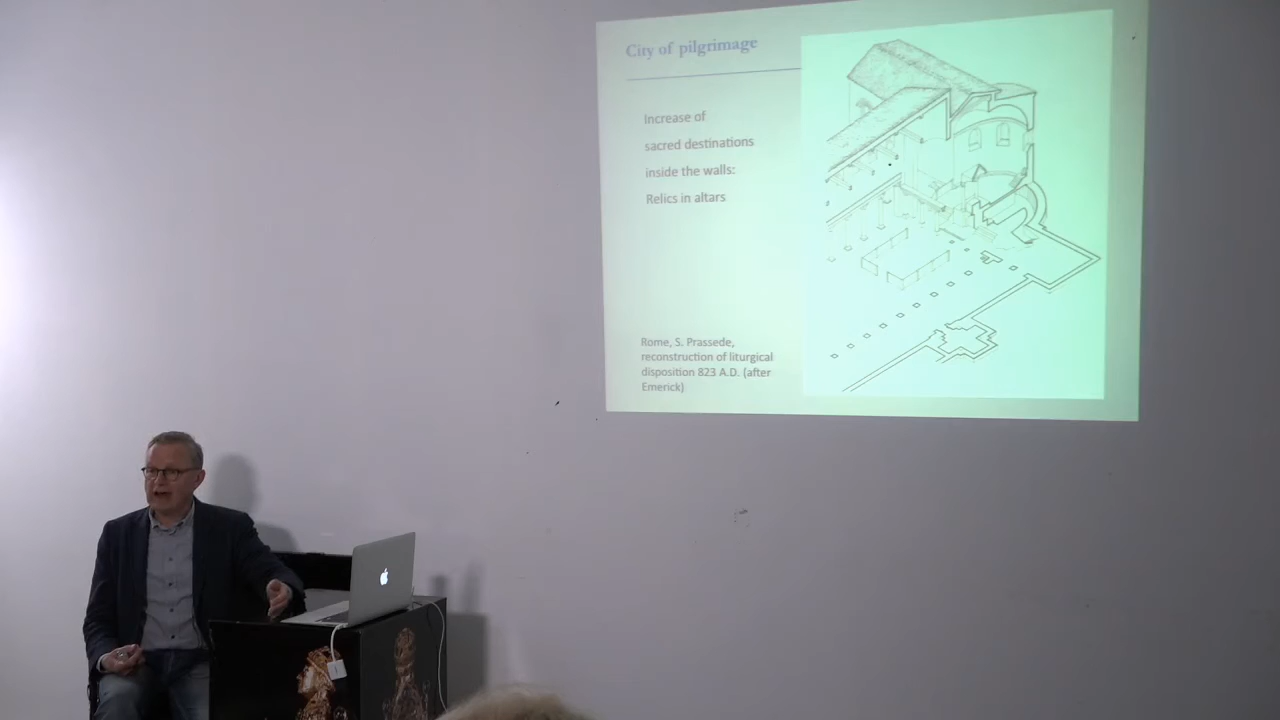 City of pilgrimage
Increase of
sacred destinations
inside the walls:
Relics in altars
Rome, S. Prassede,
reconstruction of liturgical
disposition 823 A.D. (after
Emerick)